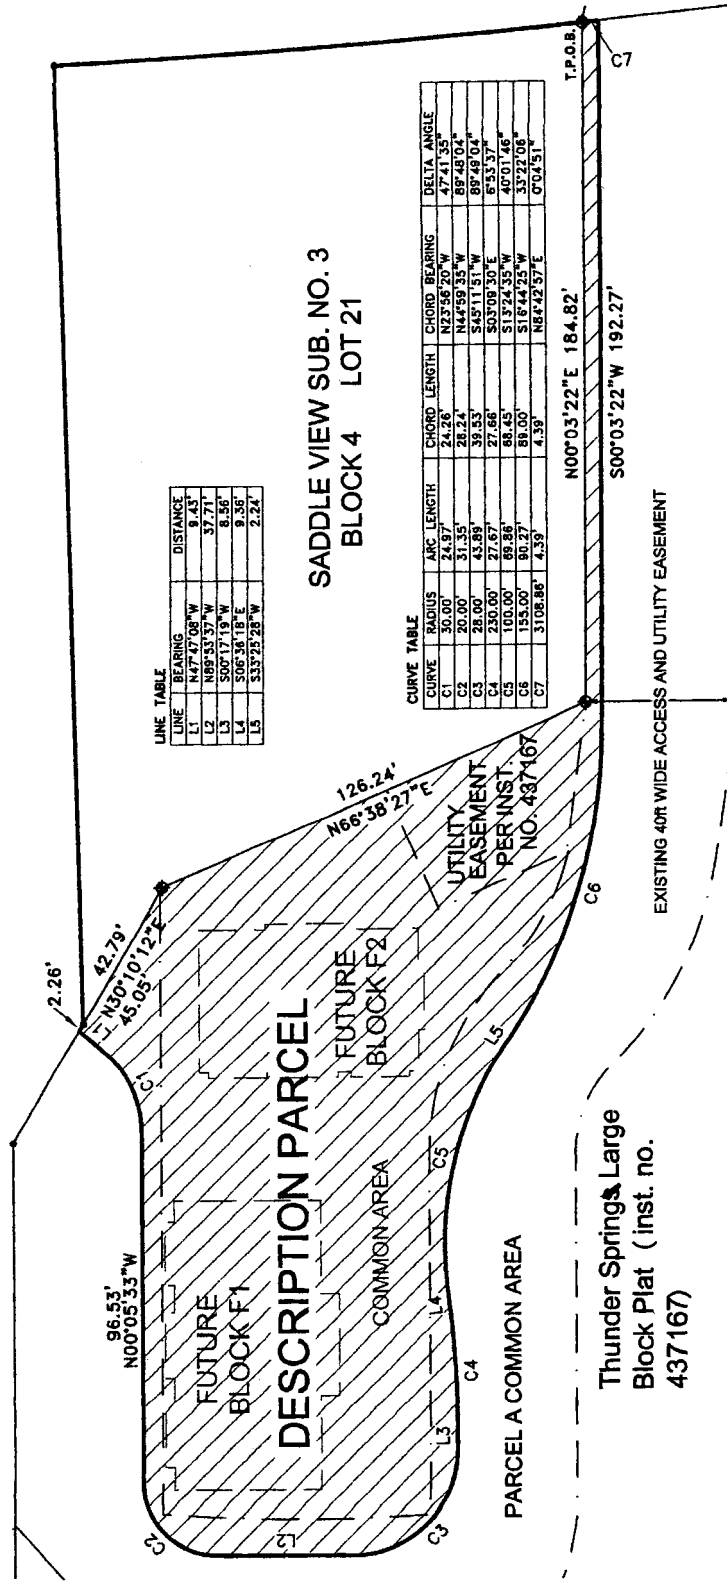 T.P.O.B.
C7
SADDLE VIEW SUB. NO. 3
BLOCK 4 LOT 21
LINE TABLE
LINE BEARING DISTANCE
L1 N47°47'08"W 9.43'
L2 N89°53'37"W 37.71'
L3 S00°17'19"W 8.56'
L4 S06°36'18"E 9.36'
L5 S33°25'28"W 2.24'
CURVE TABLE
CURVE RADIUS ARC LENGTH CHORD LENGTH CHORD BEARING DELTA ANGLE
C1 30.00' 24.97' 24.26' N23°56'20"W 47°41'35"
C2 20.00' 31.35' 28.24' N44°59'35"W 89°48'04"
C3 28.00' 43.89' 39.53' S45°11'51"W 89°49'04"
C4 230.00' 27.67' 27.66' S03°09'30"E 6°53'37"
C5 100.00' 69.86' 68.45' S13°24'35"W 40°01'46"
C6 155.00' 90.27' 89.00' S16°44'25"W 33°22'06"
C7 3108.86' 4.39' 4.39' N84°42'57"E 0°04'51"
N00°03'22"E 184.82'
S00°03'22"W 192.27'
2.26'
42.79'
N30°10'12"E
45.05'
L1
C1
126.24'
N66°38'27"E
UTILITY
EASEMENT
PER INST.
NO. 437167
EXISTING 40ft WIDE ACCESS AND UTILITY EASEMENT
C6
L5
FUTURE
BLOCK F2
96.53'
N00°05'33"W
FUTURE
BLOCK F1
DESCRIPTION PARCEL
COMMON AREA
C5
L4
C4
L3
C2
L2
C3
PARCEL A COMMON AREA
Thunder Springs Large
Block Plat (inst. no.
437167)